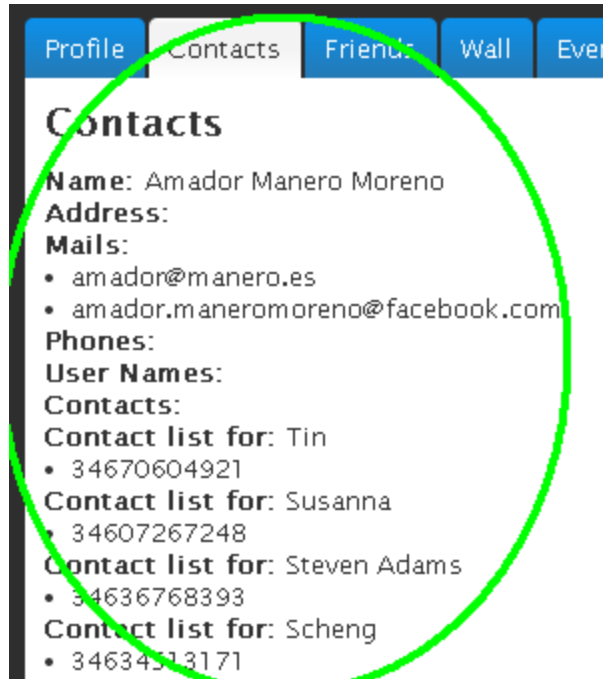 Profile Contacts Friends Wall Even
Contacts
Name: Amador Manero Moreno
Address:
Mails:
• amador@manero.es
• amador.maneromoreno@facebook.com
Phones:
User Names:
Contacts:
Contact list for: Tin
• 34670604921
Contact list for: Susanna
• 34607267248
Contact list for: Steven Adams
• 34636768393
Contact list for: Scheng
• 34634513171